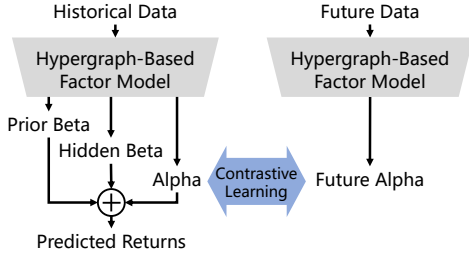 Historical Data
Future Data
Hypergraph-Based
Factor Model
Hypergraph-Based
Factor Model
Prior Beta
Hidden Beta
Alpha
Contrastive
Learning
Future Alpha
Predicted Returns